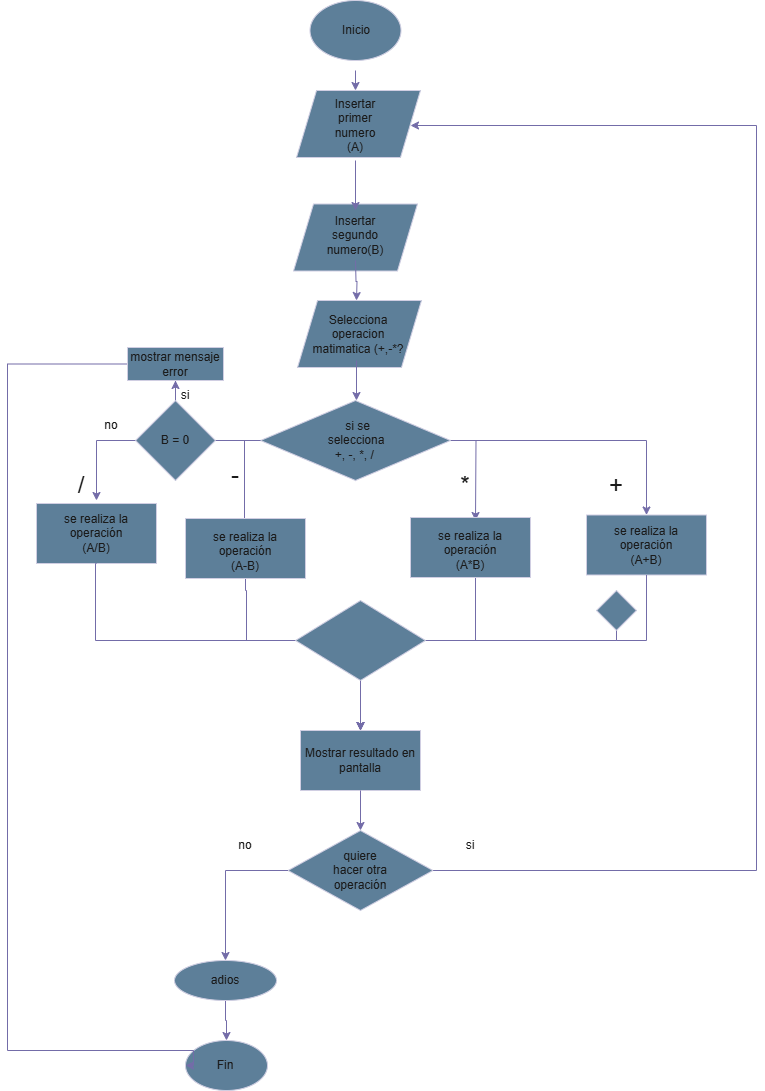 Inicio
Insertar
primer
numero
(A)
Insertar
segundo
numero(B)
Selecciona
operacion
matimatica (+,-*?
mostrar mensaje
error
si
no
B = 0
si se
selecciona
+, -, *, /
/
-
*
+
se realiza la
operación
(A/B)
se realiza la
operación
(A-B)
se realiza la
operación
(A*B)
se realiza la
operación
(A+B)
Mostrar resultado en
pantalla
no
si
quiere
hacer otra
operación
adios
Fin